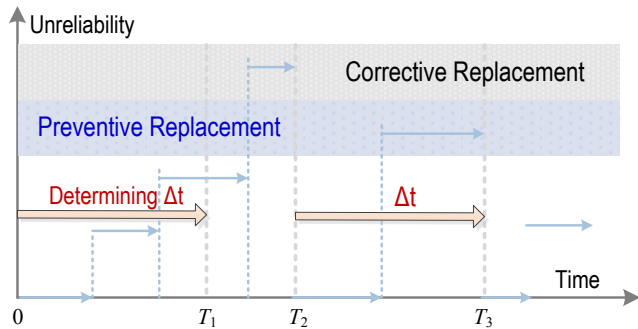 Unreliability
Corrective Replacement
Preventive Replacement
Determining Δt
Δt
Time
0
T1
T2
T3